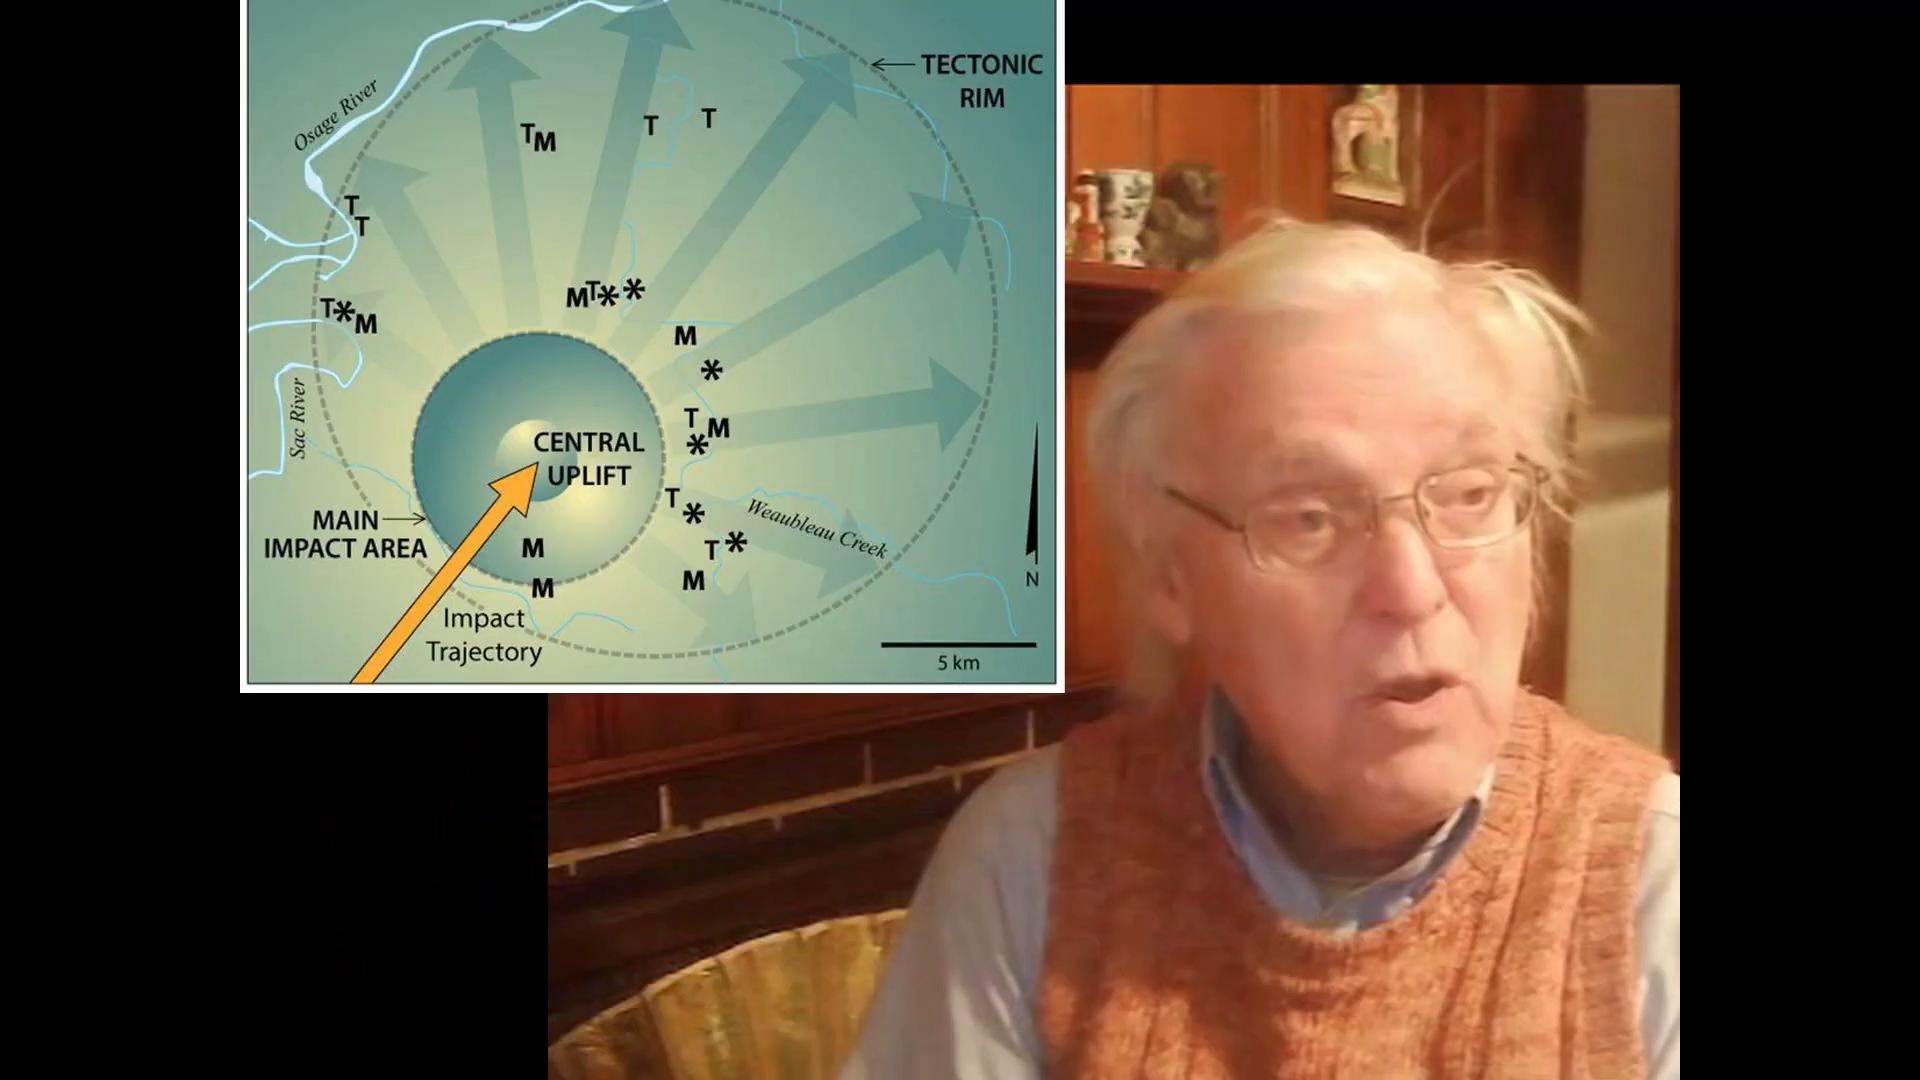 TECTONIC
RIM
Osage River
T M
T
T
T
T
M T * *
T * M
M
*
T M
*
Sac River
CENTRAL
UPLIFT
T *
Weaubleau Creek
MAIN
IMPACT AREA
M
T *
M
M
N
Impact
Trajectory
5 km